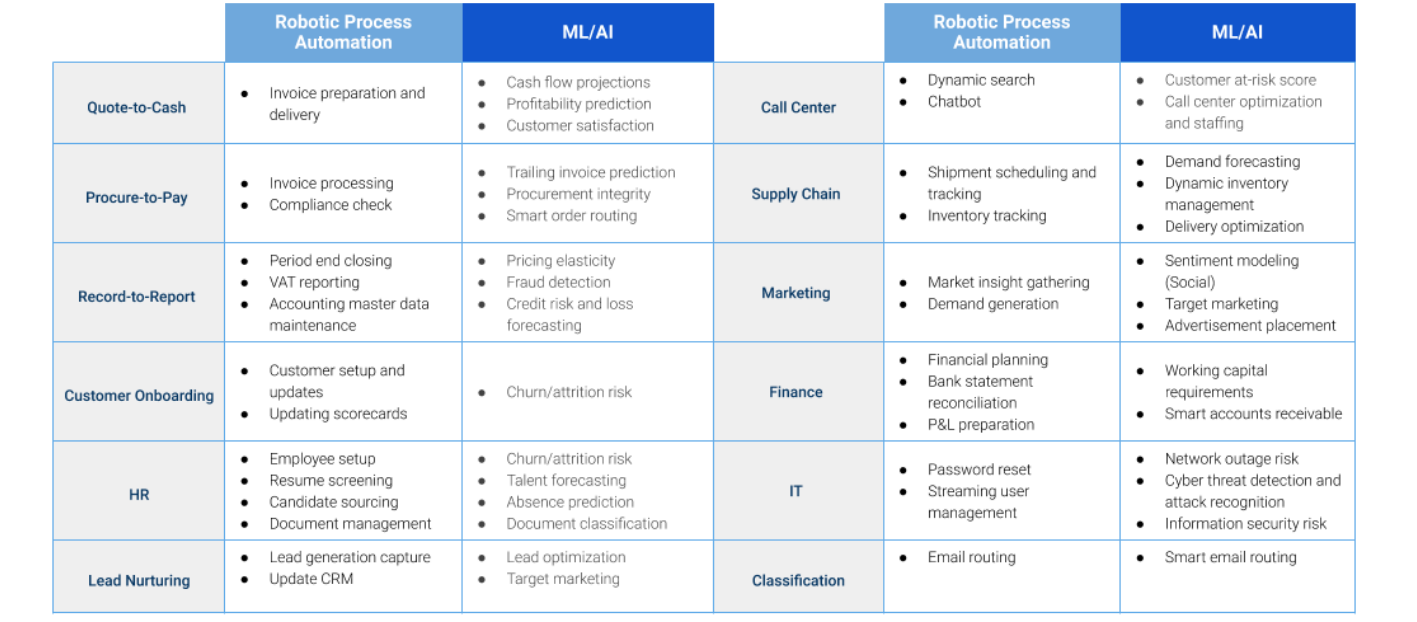 Robotic Process
Automation
ML/AI
Robotic Process
Automation
ML/AI
Quote-to-Cash
● Invoice preparation and
delivery
● Cash flow projections
● Profitability prediction
● Customer satisfaction
Call Center
● Dynamic search
● Chatbot
● Customer at-risk score
● Call center optimization
and staffing
Procure-to-Pay
● Invoice processing
● Compliance check
● Trailing invoice prediction
● Procurement integrity
● Smart order routing
Supply Chain
● Shipment scheduling and
tracking
● Inventory tracking
● Demand forecasting
● Dynamic inventory
management
● Delivery optimization
Record-to-Report
● Period end closing
● VAT reporting
● Accounting master data
maintenance
● Pricing elasticity
● Fraud detection
● Credit risk and loss
forecasting
Marketing
● Market insight gathering
● Demand generation
● Sentiment modeling
(Social)
● Target marketing
● Advertisement placement
Customer Onboarding
● Customer setup and
updates
● Updating scorecards
● Churn/attrition risk
Finance
● Financial planning
● Bank statement
reconciliation
● P&L preparation
● Working capital
requirements
● Smart accounts receivable
HR
● Employee setup
● Resume screening
● Candidate sourcing
● Document management
● Churn/attrition risk
● Talent forecasting
● Absence prediction
● Document classification
IT
● Password reset
● Streaming user
management
● Network outage risk
● Cyber threat detection and
attack recognition
● Information security risk
Lead Nurturing
● Lead generation capture
● Update CRM
● Lead optimization
● Target marketing
Classification
● Email routing
● Smart email routing